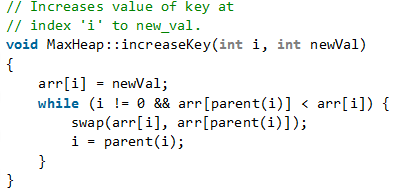 // Increases value of key at
// index 'i' to new_val.
void MaxHeap::increaseKey(int i, int newVal)
{
    arr[i] = newVal;
    while (i != 0 && arr[parent(i)] < arr[i]) {
        swap(arr[i], arr[parent(i)]);
        i = parent(i);
    }
}